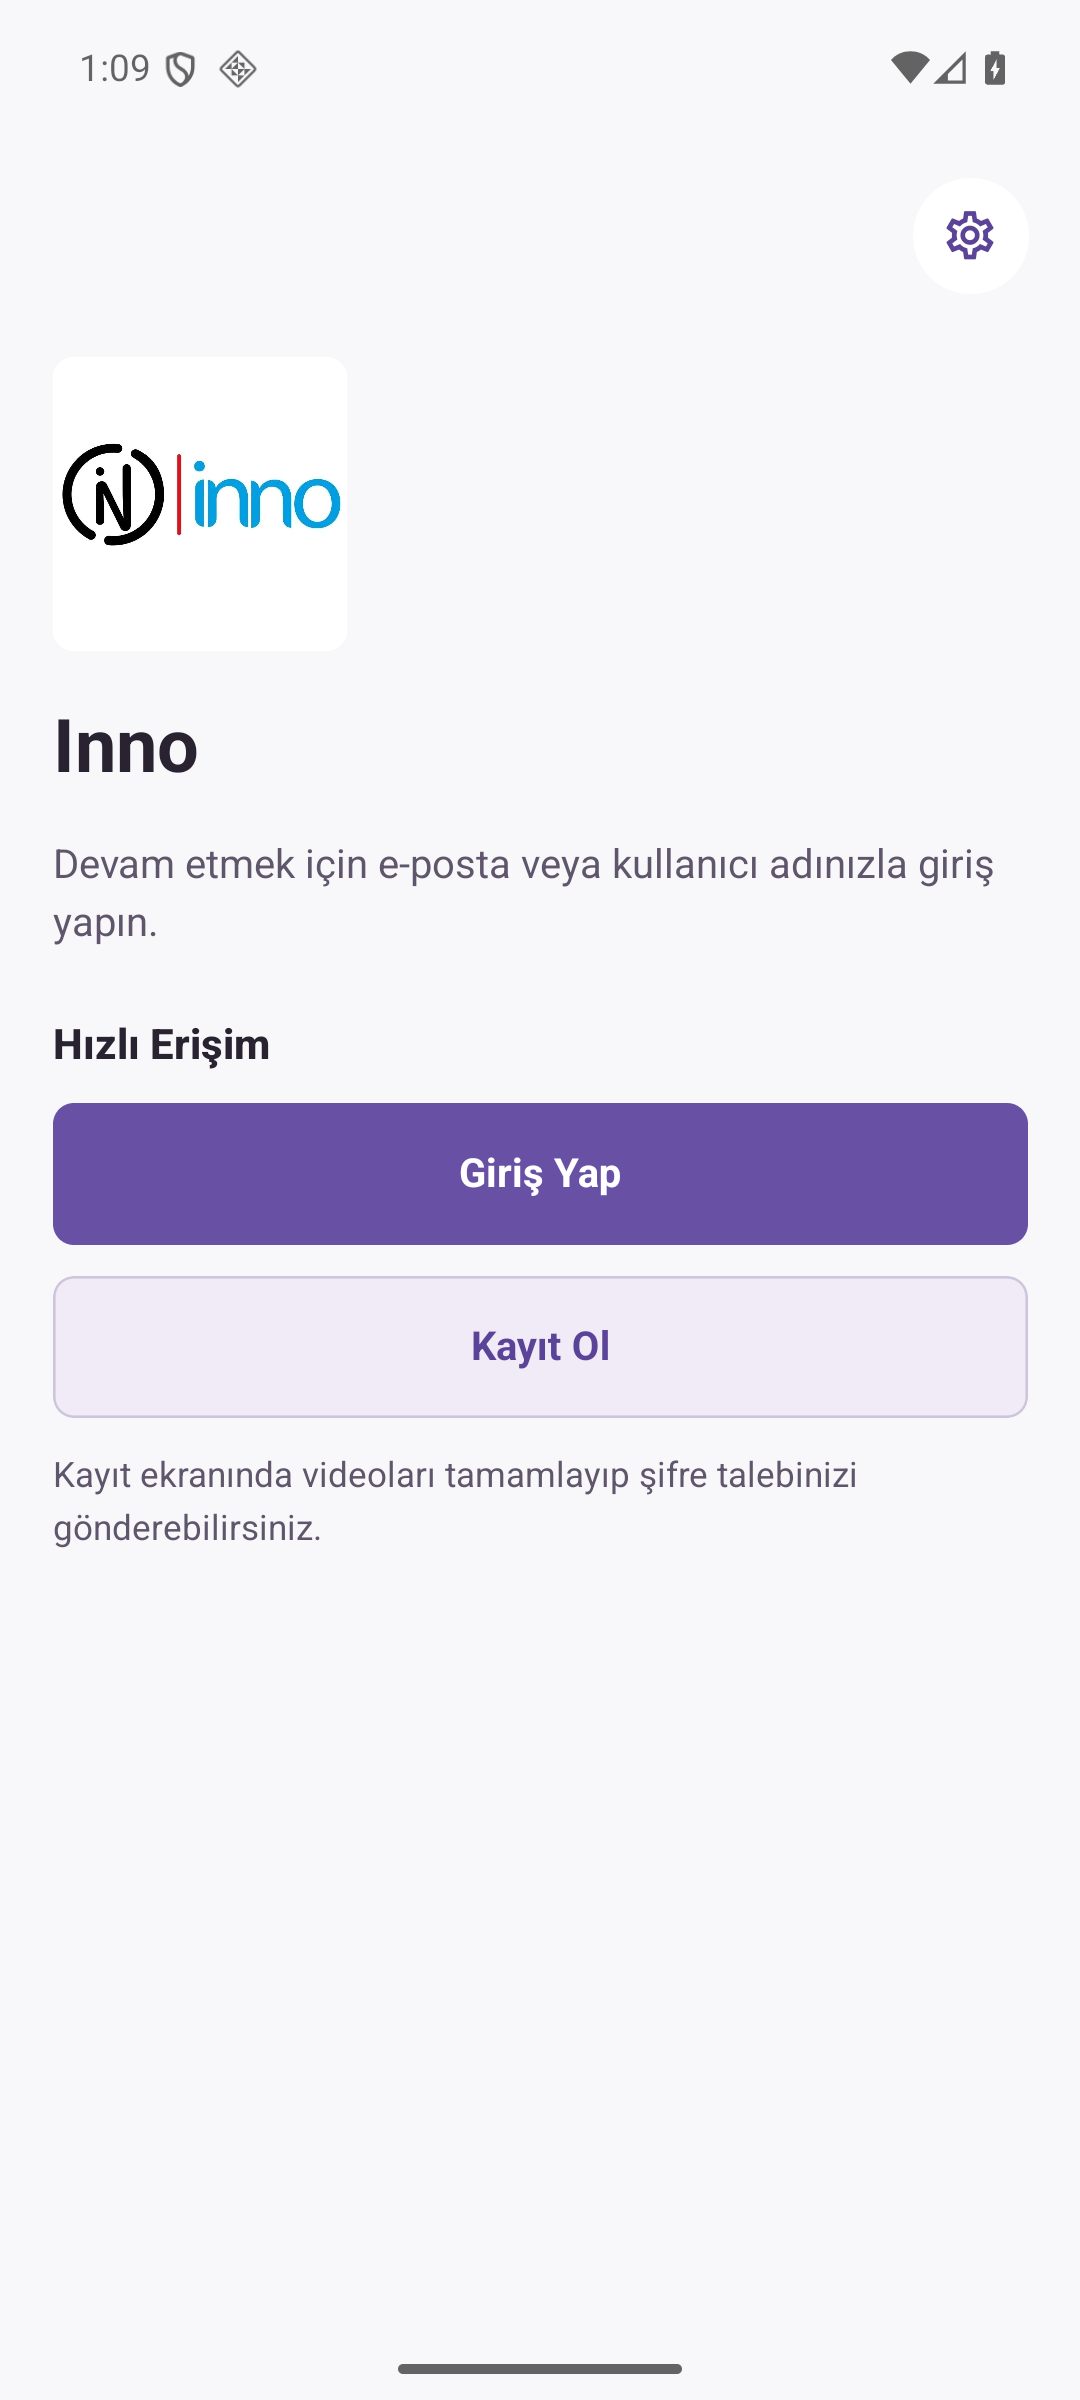 1:09
iN inno
Inno
Devam etmek için e-posta veya kullanıcı adınızla giriş
yapın.
Hızlı Erişim
Giriş Yap
Kayıt Ol
Kayıt ekranında videoları tamamlayıp şifre talebinizi
gönderebilirsiniz.